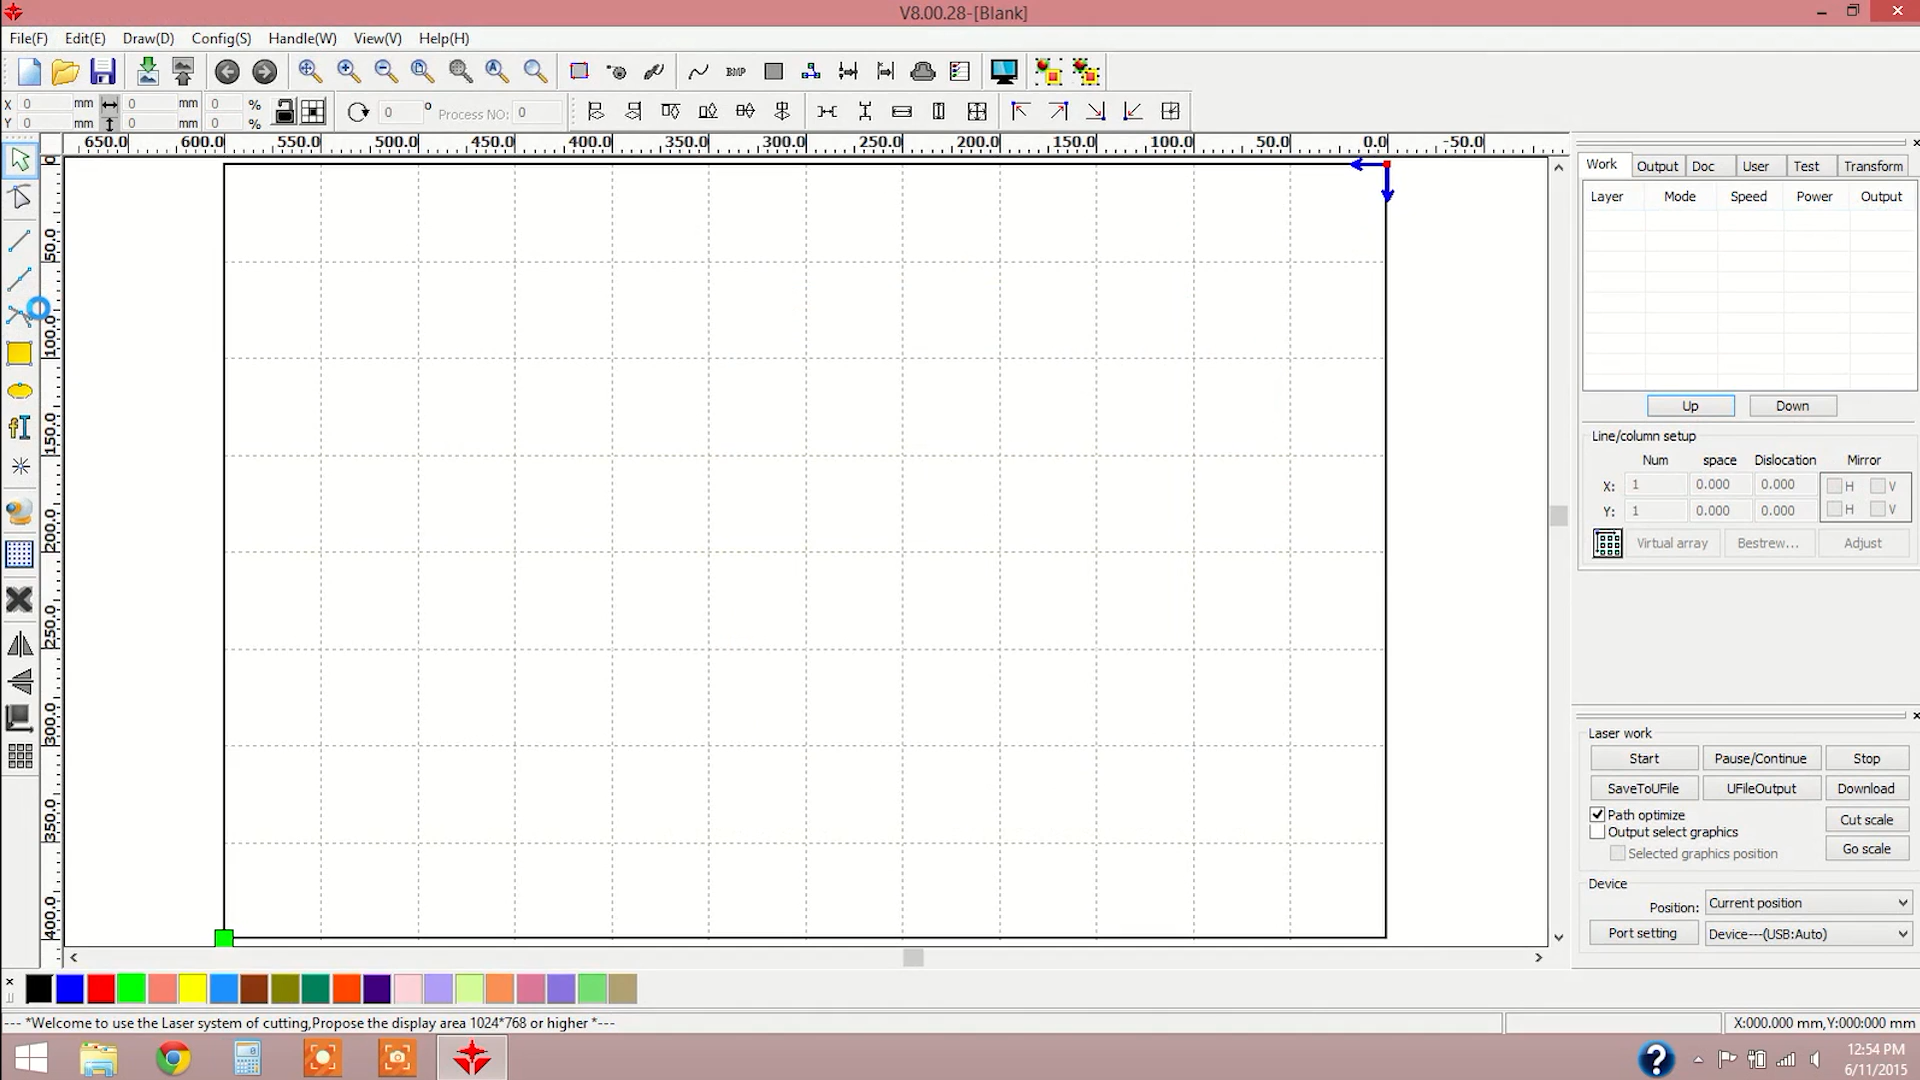 V8.00.28-[Blank]
File(F) Edit(E) Draw(D) Config(S) Handle(W) View(V) Help(H)
BMP
X 0 mm 0 mm 0 %
Y 0 mm 0 mm 0 %
0 ° Process NO: 0
650.0 600.0 550.0 500.0 450.0 400.0 350.0 300.0 250.0 200.0 150.0 100.0 50.0 0.0 -50.0
0
50.0
100.0
150.0
200.0
250.0
300.0
350.0
400.0
Work Output Doc User Test Transform
Layer Mode Speed Power Output
Up Down
Line/column setup
Num space Dislocation Mirror
X: 1 0.000 0.000 H V
Y: 1 0.000 0.000 H V
Virtual array Bestrew... Adjust
Laser work
Start Pause/Continue Stop
SaveToUFile UFileOutput Download
Path optimize Cut scale
Output select graphics
Selected graphics position Go scale
Device
Position: Current position
Port setting Device---(USB:Auto)
--- *Welcome to use the Laser system of cutting,Propose the display area 1024*768 or higher *---
X:000.000 mm,Y:000:000 mm
12:54 PM
6/11/2015